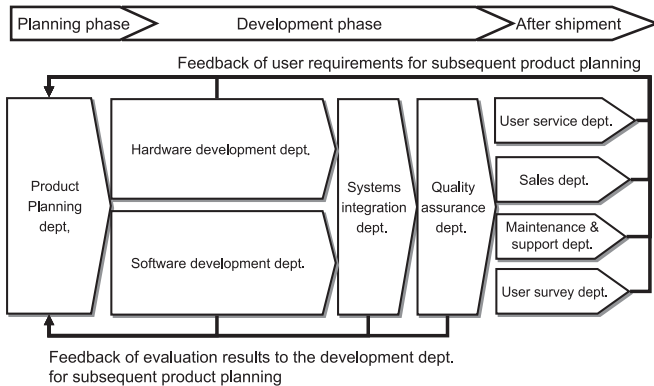 Planning phase
Development phase
After shipment
Feedback of user requirements for subsequent product planning
Product
Planning
dept,
Hardware development dept.
Software development dept.
Systems
integration
dept.
Quality
assurance
dept.
User service dept.
Sales dept.
Maintenance &
support dept.
User survey dept.
Feedback of evaluation results to the development dept.
for subsequent product planning